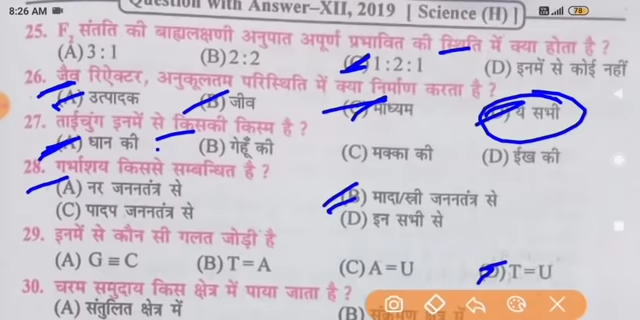 8:26 AM
78
Question with Answer-XII, 2019 [ Science (H) ]
25. F₂ संतति की बाह्यलक्षणी अनुपात अपूर्ण प्रभावित की स्थिति में क्या होता है ?
(A) 3 : 1 (B) 2 : 2 (C) 1 : 2 : 1 (D) इनमें से कोई नहीं
26. जैव रिऐक्टर, अनुकूलतम परिस्थिति में क्या निर्माण करता है ?
(A) उत्पादक (B) जीव (C) माध्यम (D) ये सभी
27. ताईचुंग इनमें से किसकी किस्म है ?
(A) धान की (B) गेहूँ की (C) मक्का की (D) ईख की
28. गर्भाशय किससे सम्बन्धित है ?
(A) नर जननतंत्र से (B) मादा/स्त्री जननतंत्र से
(C) पादप जननतंत्र से (D) इन सभी से
29. इनमें से कौन सी गलत जोड़ी है
(A) G ≡ C (B) T = A (C) A = U (D) T = U
30. चरम समुदाय किस क्षेत्र में पाया जाता है ?
(A) संतुलित क्षेत्र में (B) संक्रमण क्षेत्र में